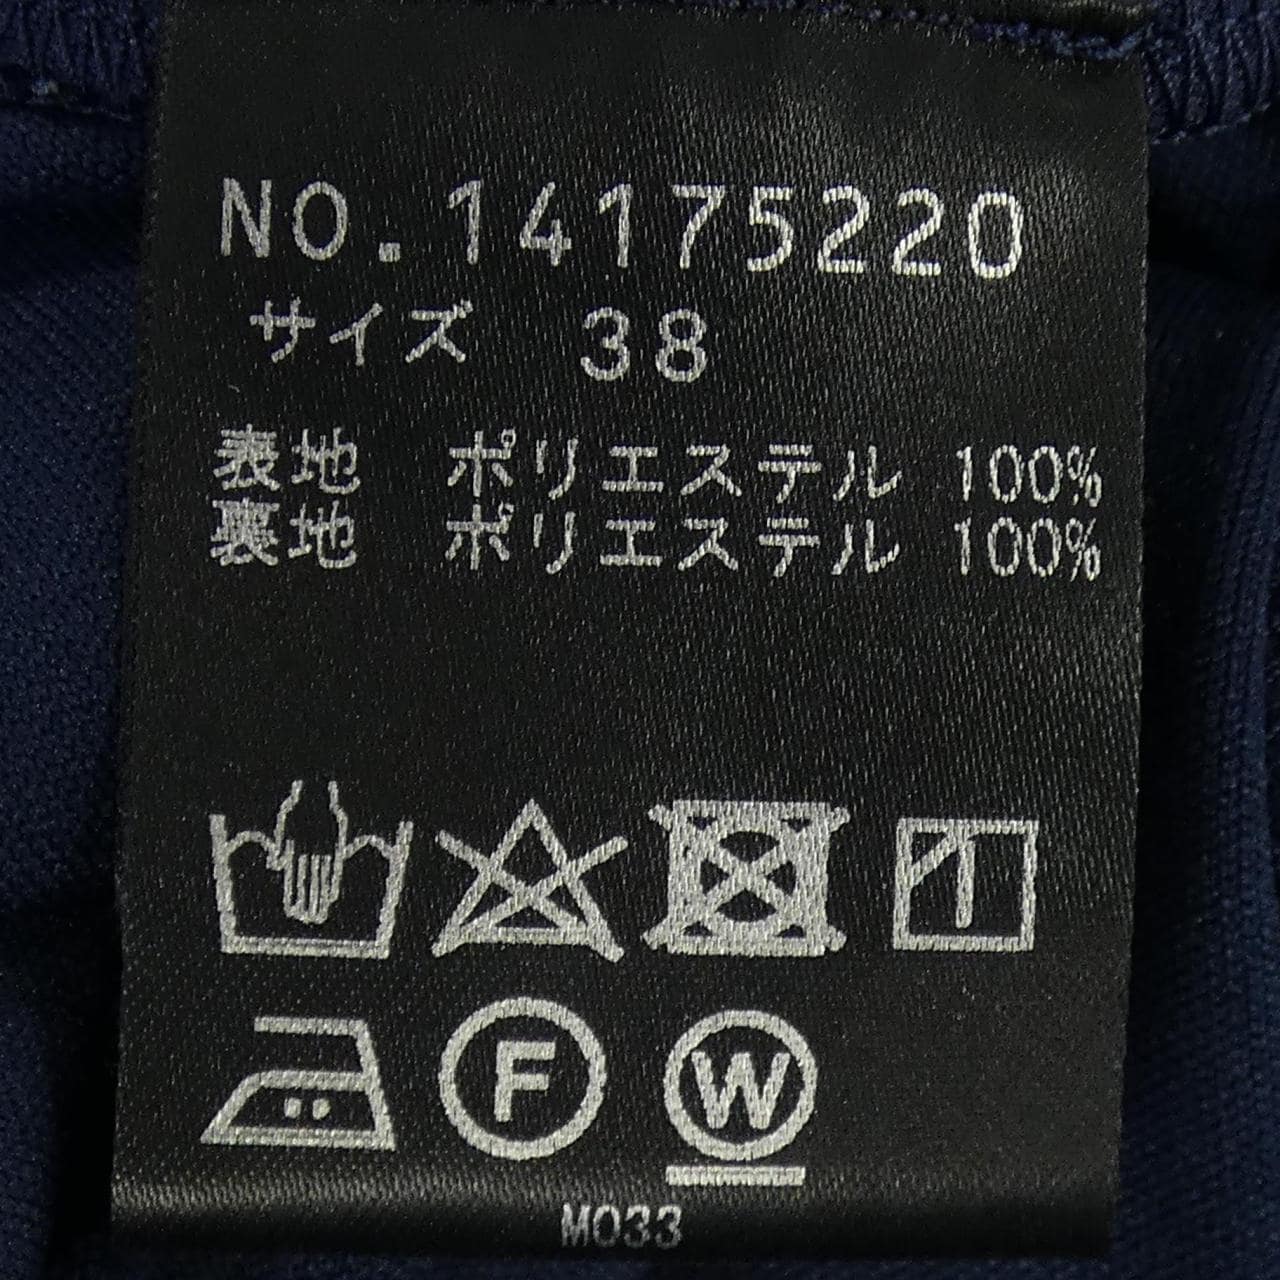 NO.14175220
サイズ 38
表地 ポリエステル 100%
裏地 ポリエステル 100%
F W
M033